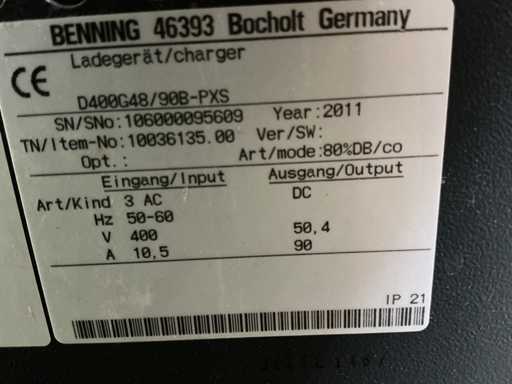 BENNING 46393 Bocholt Germany
Ladegerät/charger
CE
D400G48/90B-PXS
SN/SNo:106000095609 Year:2011
TN/Item-No:10036135.00 Ver/SW:
Opt.: Art/mode:80%DB/co
Eingang/Input Ausgang/Output
Art/Kind 3 AC DC
Hz 50-60
V 400 50,4
A 10,5 90
IP 21